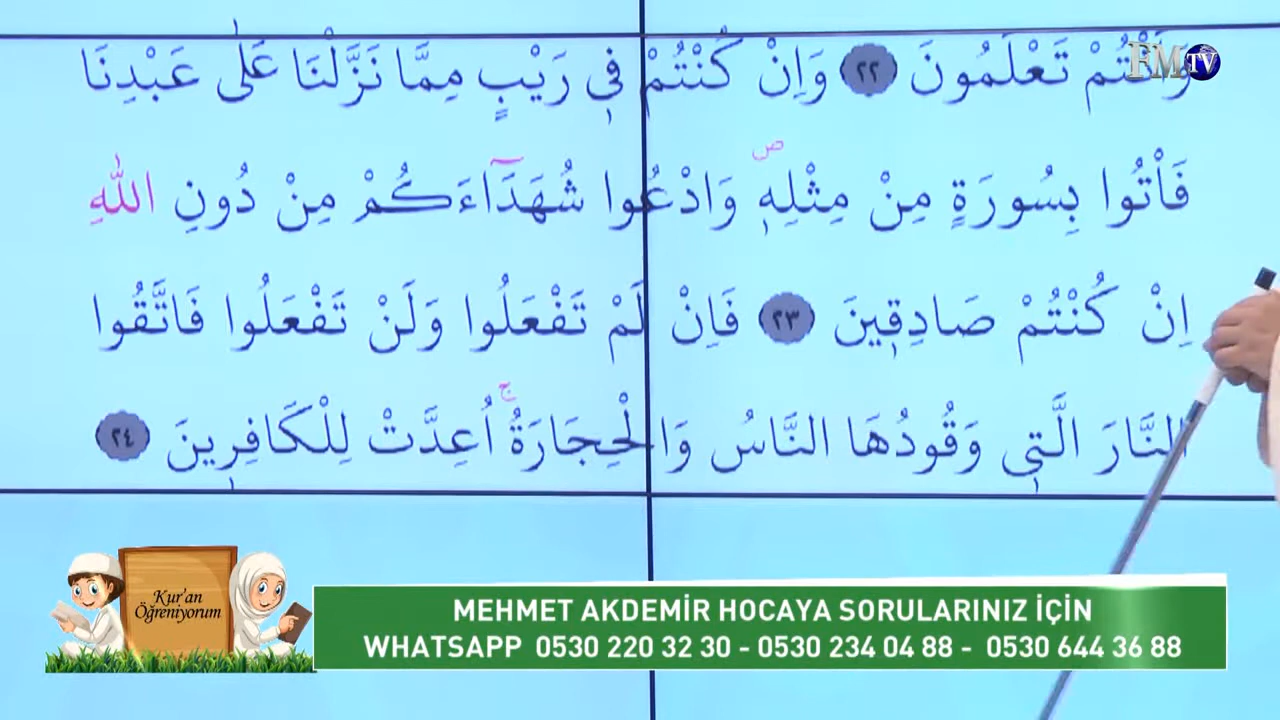 وَاَنْتُمْ تَعْلَمُونَ ٢٢ وَاِنْ كُنْتُمْ فٖي رَيْبٍ مِمَّا نَزَّلْنَا عَلٰى عَبْدِنَا
فَأْتُوا بِسُورَةٍ مِنْ مِثْلِهٖ ۖ وَادْعُوا شُهَدَٓاءَكُمْ مِنْ دُونِ اللّٰهِ
اِنْ كُنْتُمْ صَادِقٖينَ ٢٣ فَاِنْ لَمْ تَفْعَلُوا وَلَنْ تَفْعَلُوا فَاتَّقُوا
النَّارَ الَّتٖي وَقُودُهَا النَّاسُ وَالْحِجَارَةُ ۚ اُعِدَّتْ لِلْكَافِرٖينَ ٢٤
FM TV
Kur'an
Öğreniyorum
MEHMET AKDEMİR HOCAYA SORULARINIZ İÇİN
WHATSAPP 0530 220 32 30 - 0530 234 04 88 - 0530 644 36 88